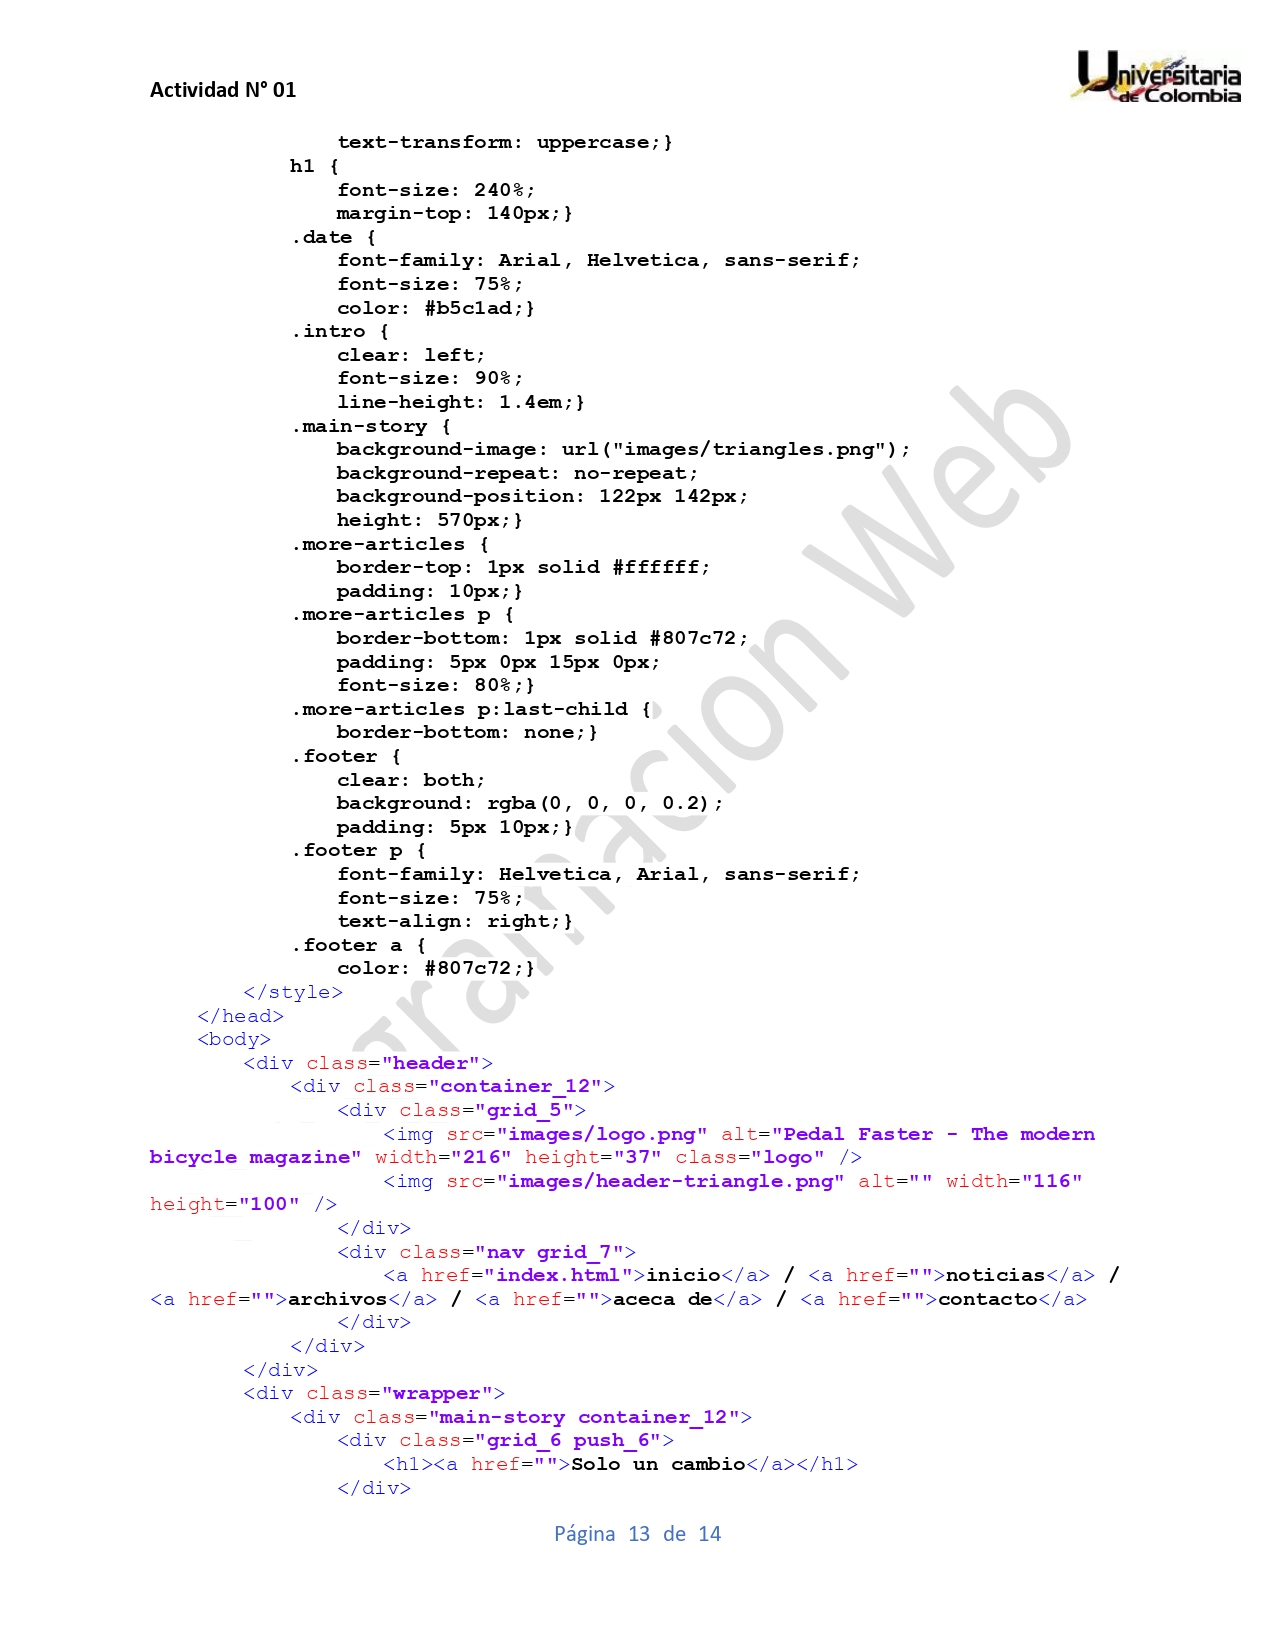 Actividad N° 01
Universitaria
de Colombia
text-transform: uppercase;}
h1 {
font-size: 240%;
margin-top: 140px;}
.date {
font-family: Arial, Helvetica, sans-serif;
font-size: 75%;
color: #b5c1ad;}
.intro {
clear: left;
font-size: 90%;
line-height: 1.4em;}
.main-story {
background-image: url("images/triangles.png");
background-repeat: no-repeat;
background-position: 122px 142px;
height: 570px;}
.more-articles {
border-top: 1px solid #ffffff;
padding: 10px;}
.more-articles p {
border-bottom: 1px solid #807c72;
padding: 5px 0px 15px 0px;
font-size: 80%;}
.more-articles p:last-child {
border-bottom: none;}
.footer {
clear: both;
background: rgba(0, 0, 0, 0.2);
padding: 5px 10px;}
.footer p {
font-family: Helvetica, Arial, sans-serif;
font-size: 75%;
text-align: right;}
.footer a {
color: #807c72;}
</style>
</head>
<body>
<div class="header">
<div class="container_12">
<div class="grid_5">
<img src="images/logo.png" alt="Pedal Faster - The modern
bicycle magazine" width="216" height="37" class="logo" />
<img src="images/header-triangle.png" alt="" width="116"
height="100" />
</div>
<div class="nav grid_7">
<a href="index.html">inicio</a> / <a href="">noticias</a> /
<a href="">archivos</a> / <a href="">aceca de</a> / <a href="">contacto</a>
</div>
</div>
</div>
<div class="wrapper">
<div class="main-story container_12">
<div class="grid_6 push_6">
<h1><a href="">Solo un cambio</a></h1>
</div>
Página 13 de 14
gramacion Web